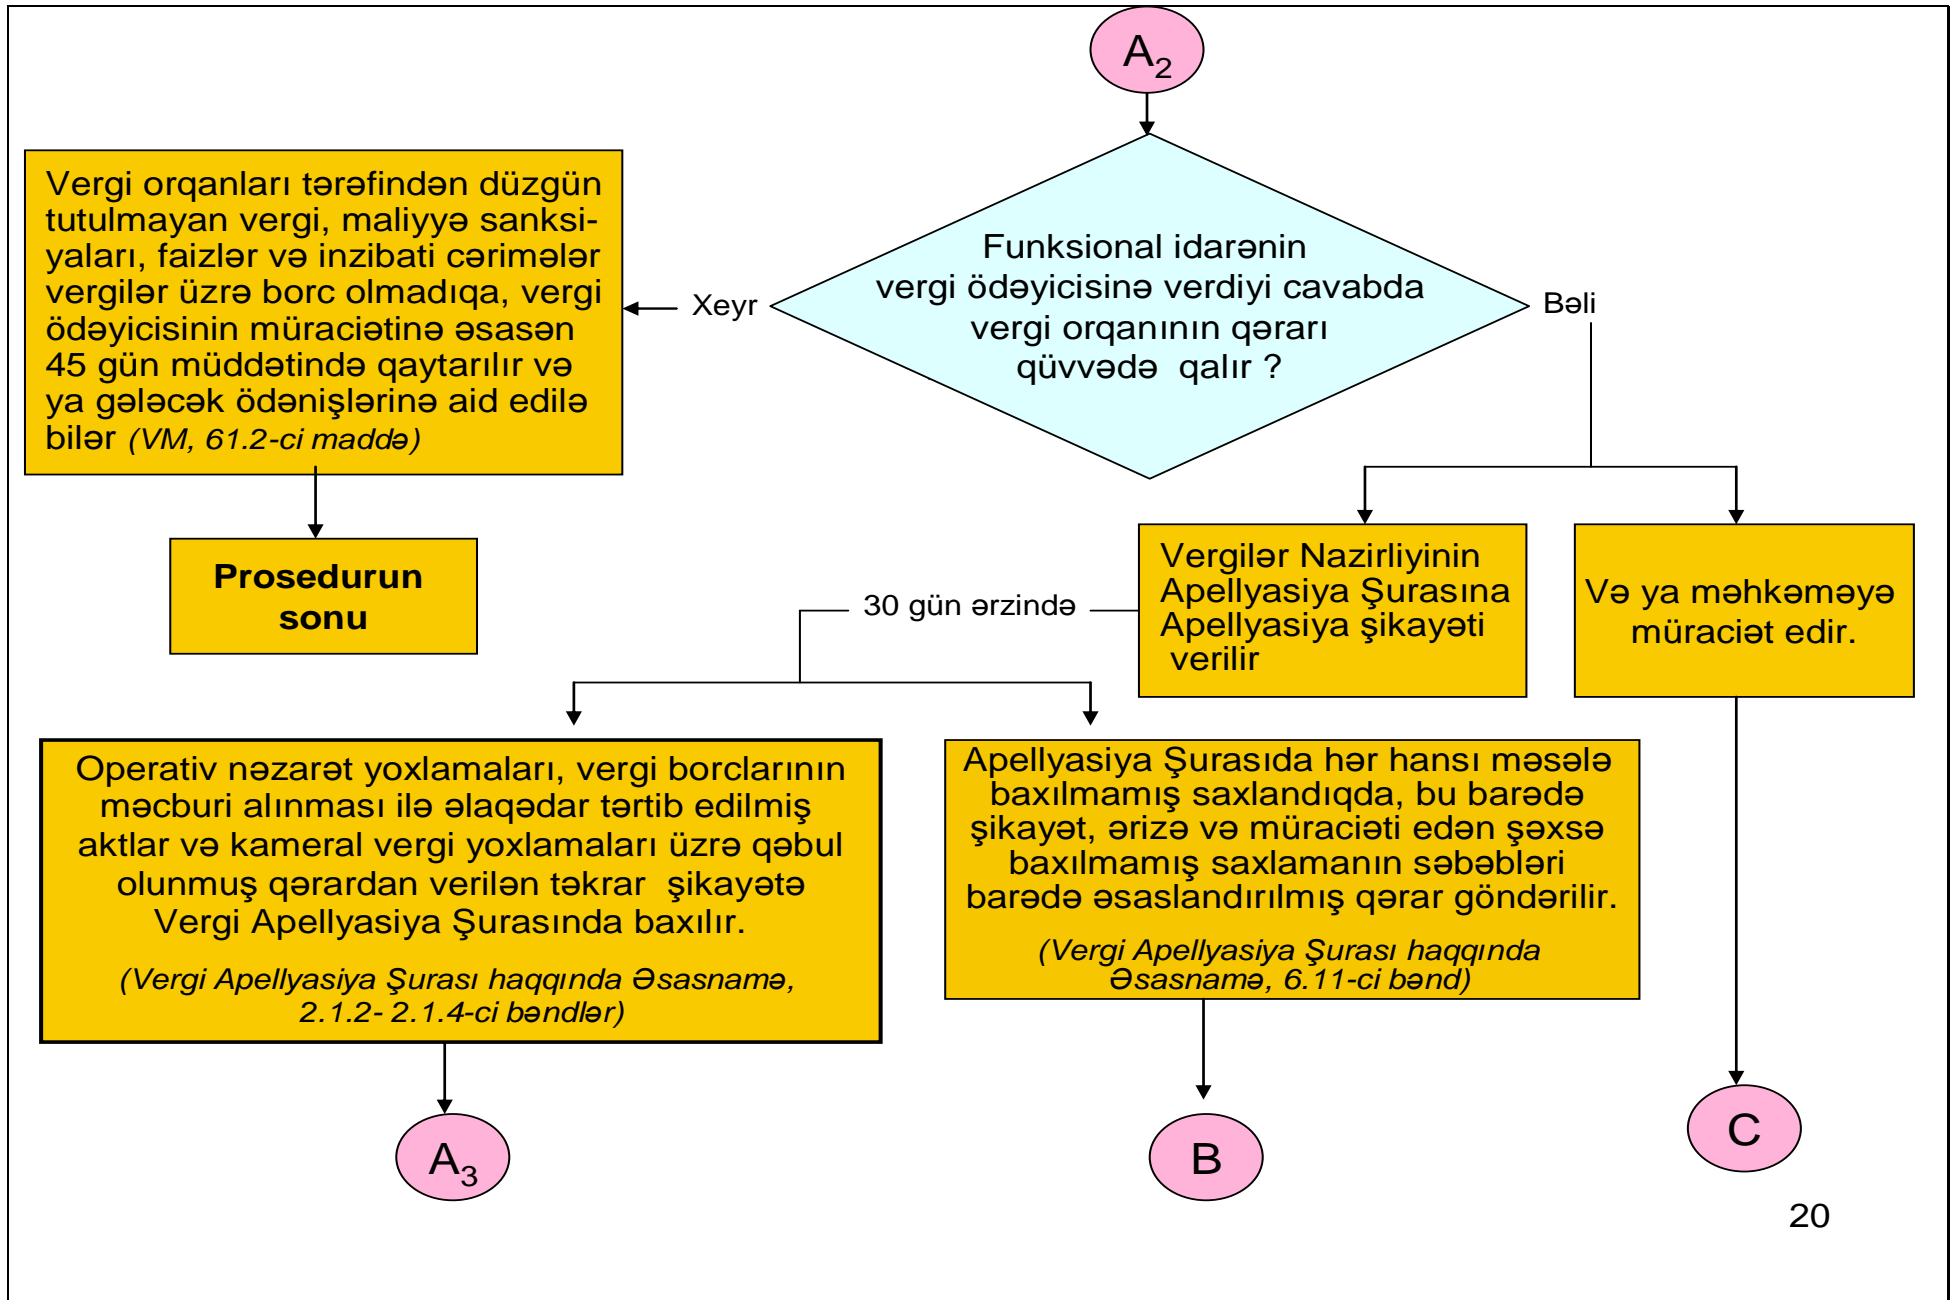 A2
Vergi orqanları tərəfindən düzgün
tutulmayan vergi, maliyyə sanksi-
yaları, faizlər və inzibati cərimələr
vergilər üzrə borc olmadıqa, vergi
ödəyicisinin müraciətinə əsasən
45 gün müddətində qaytarılır və
ya gələcək ödənişlərinə aid edilə
bilər (VM, 61.2-ci maddə)
Xeyr
Funksional idarənin
vergi ödəyicisinə verdiyi cavabda
vergi orqanının qərarı
qüvvədə qalır ?
Bəli
Prosedurun
sonu
30 gün ərzində
Vergilər Nazirliyinin
Apellyasiya Şurasına
Apellyasiya şikayəti
verilir
Və ya məhkəməyə
müraciət edir.
Operativ nəzarət yoxlamaları, vergi borclarının
məcburi alınması ilə əlaqədar tərtib edilmiş
aktlar və kameral vergi yoxlamaları üzrə qəbul
olunmuş qərardan verilən təkrar şikayətə
Vergi Apellyasiya Şurasında baxılır.
(Vergi Apellyasiya Şurası haqqında Əsasnamə,
2.1.2- 2.1.4-ci bəndlər)
Apellyasiya Şurasıda hər hansı məsələ
baxılmamış saxlandıqda, bu barədə
şikayət, ərizə və müraciəti edən şəxsə
baxılmamış saxlamanın səbəbləri
barədə əsaslandırılmış qərar göndərilir.
(Vergi Apellyasiya Şurası haqqında
Əsasnamə, 6.11-ci bənd)
A3
B
C
20